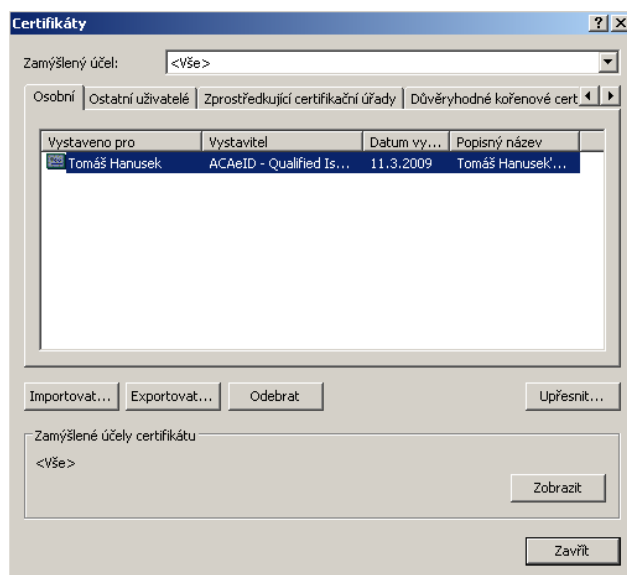 Certifikáty
Zamýšlený účel: <Vše>
Osobní Ostatní uživatelé Zprostředkující certifikační úřady Důvěryhodné kořenové cert
Vystaveno pro Vystavitel Datum vy... Popisný název
Tomáš Hanusek ACAeID - Qualified Is... 11.3.2009 Tomáš Hanusek'...
Importovat... Exportovat... Odebrat Upřesnit...
Zamýšlené účely certifikátu
<Vše>
Zobrazit
Zavřít